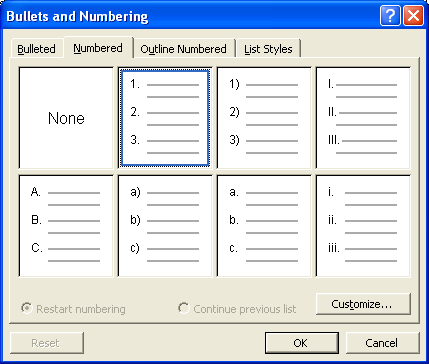 Bullets and Numbering
Bulleted Numbered Outline Numbered List Styles
None
1.
2.
3.
1)
2)
3)
I.
II.
III.
A.
B.
C.
a)
b)
c)
a.
b.
c.
i.
ii.
iii.
Restart numbering Continue previous list Customize...
Reset OK Cancel